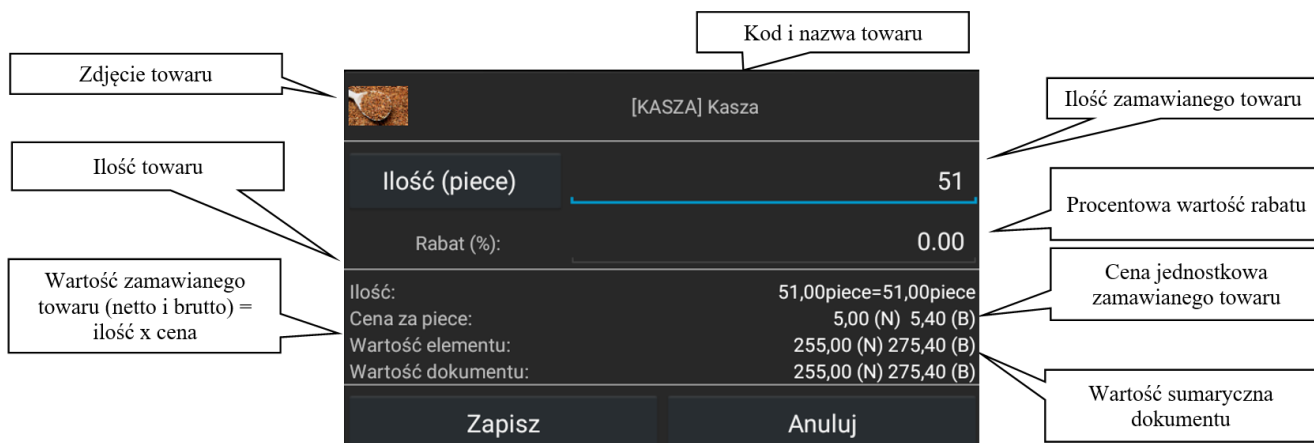 Kod i nazwa towaru
Zdjęcie towaru
[KASZA] Kasza
Ilość zamawianego towaru
Ilość towaru
Ilość (piece)
51
Procentowa wartość rabatu
Rabat (%):
0.00
Wartość zamawianego
towaru (netto i brutto) =
ilość x cena
Cena jednostkowa
zamawianego towaru
Ilość: 51,00piece=51,00piece
Cena za piece: 5,00 (N) 5,40 (B)
Wartość elementu: 255,00 (N) 275,40 (B)
Wartość dokumentu: 255,00 (N) 275,40 (B)
Wartość sumaryczna
dokumentu
Zapisz
Anuluj